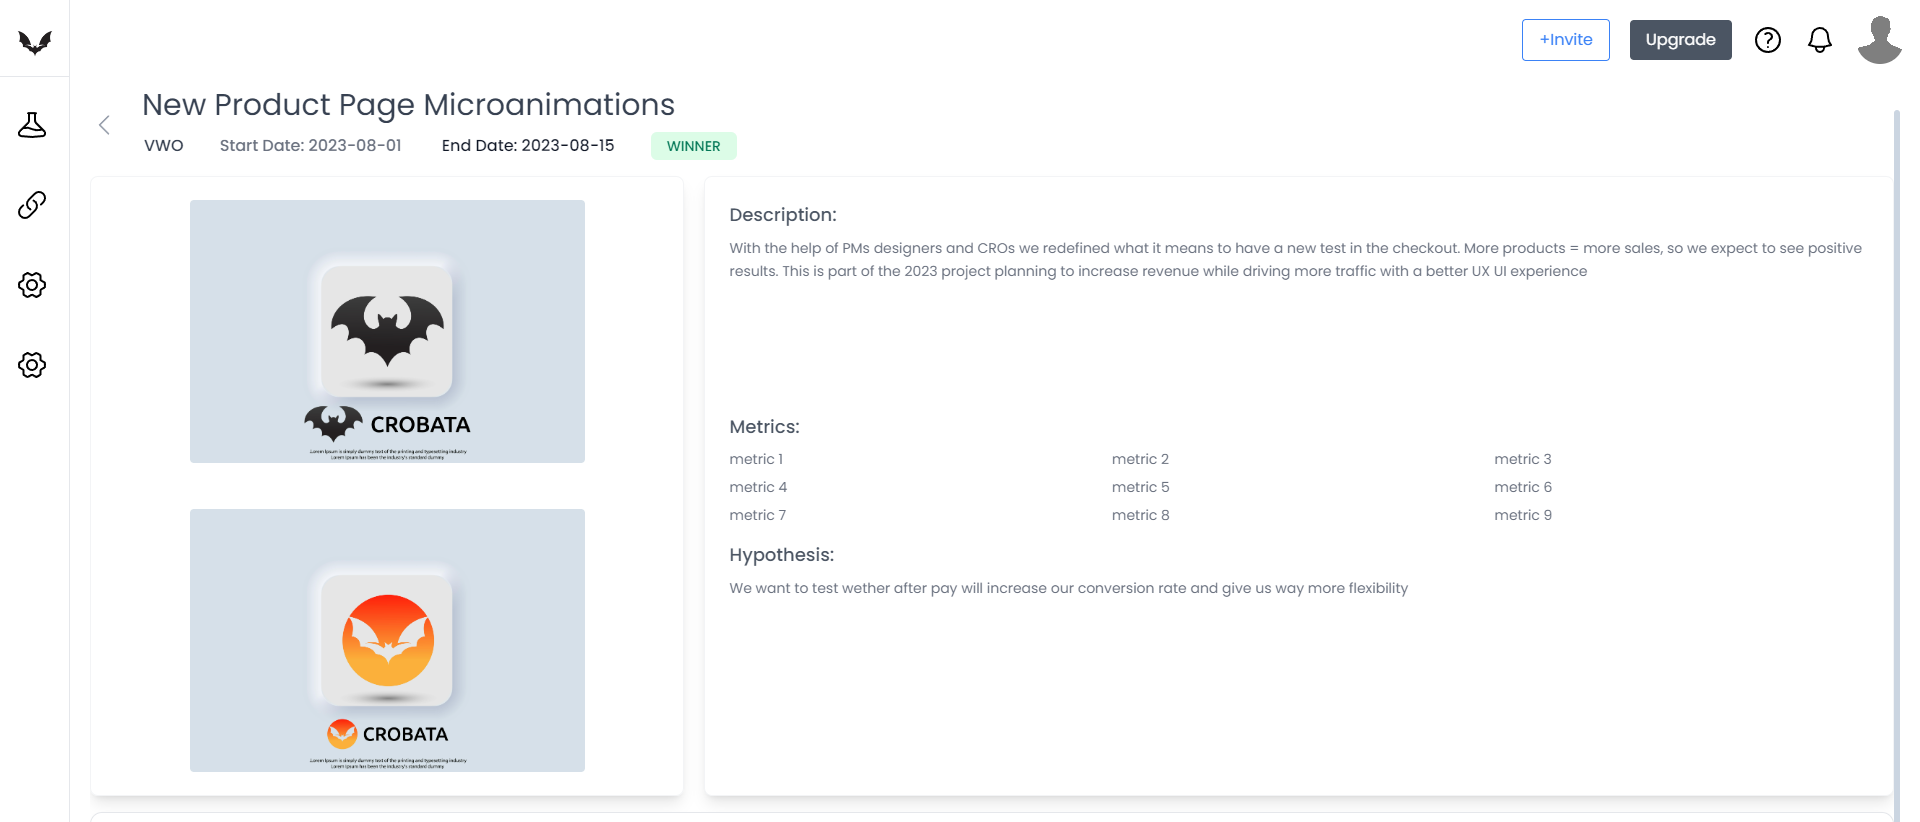 +Invite
Upgrade
New Product Page Microanimations
VWO
Start Date: 2023-08-01
End Date: 2023-08-15
WINNER
CROBATA
Lorem Ipsum is simply dummy text of the printing and typesetting industry
Lorem Ipsum has been the industry's standard dummy
CROBATA
Lorem Ipsum is simply dummy text of the printing and typesetting industry
Lorem Ipsum has been the industry's standard dummy
Description:
With the help of PMs designers and CROs we redefined what it means to have a new test in the checkout. More products = more sales, so we expect to see positive
results. This is part of the 2023 project planning to increase revenue while driving more traffic with a better UX UI experience
Metrics:
metric 1
metric 2
metric 3
metric 4
metric 5
metric 6
metric 7
metric 8
metric 9
Hypothesis:
We want to test wether after pay will increase our conversion rate and give us way more flexibility